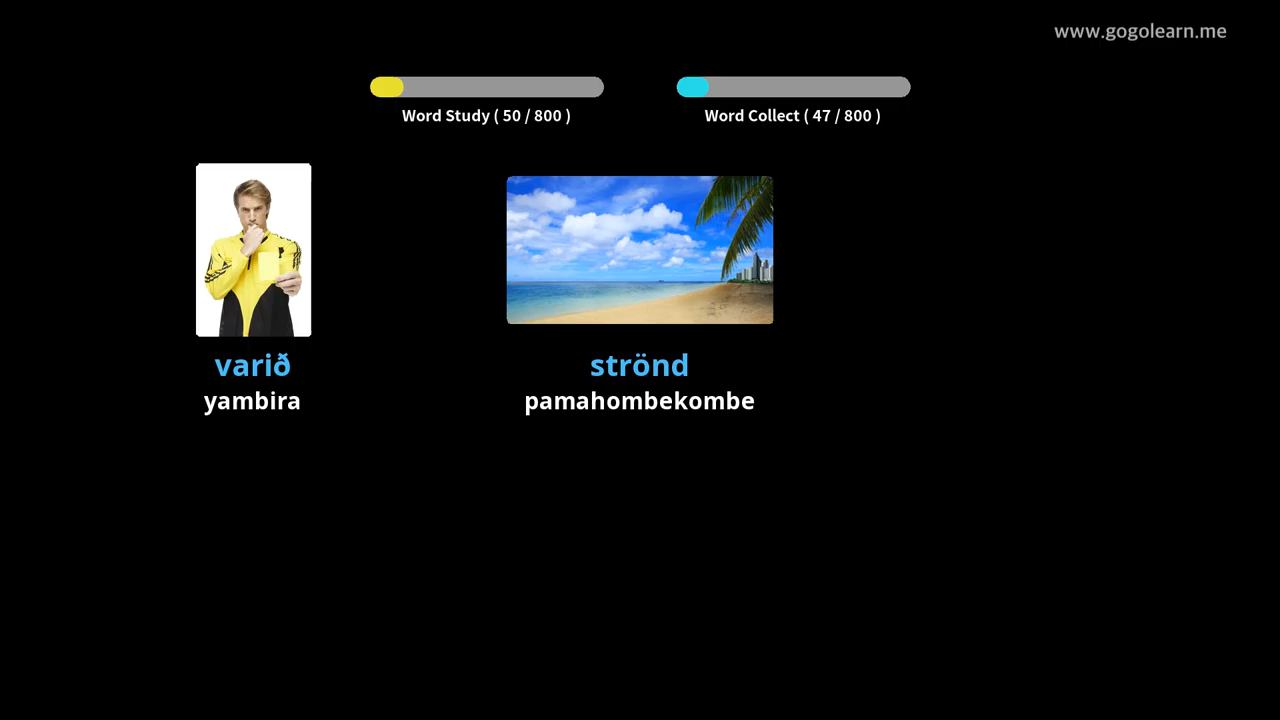 www.gogolearn.me
Word Study ( 50 / 800 )
Word Collect ( 47 / 800 )
varið
yambira
strönd
pamahombekombe